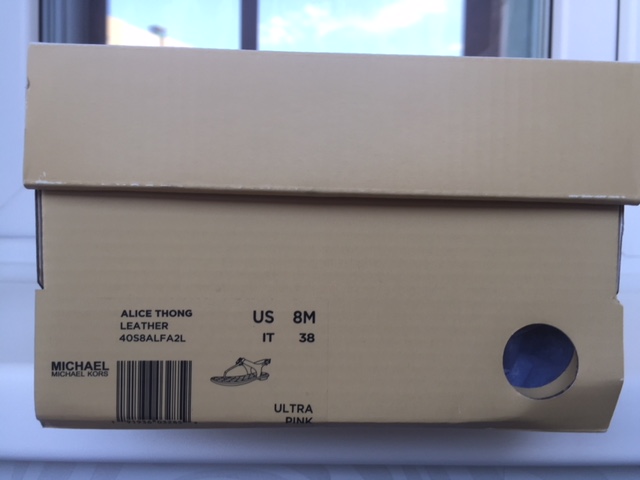 ALICE THONG
LEATHER
40S8ALFA2L
US 8M
IT 38
MICHAEL
MICHAEL KORS
ULTRA
PINK